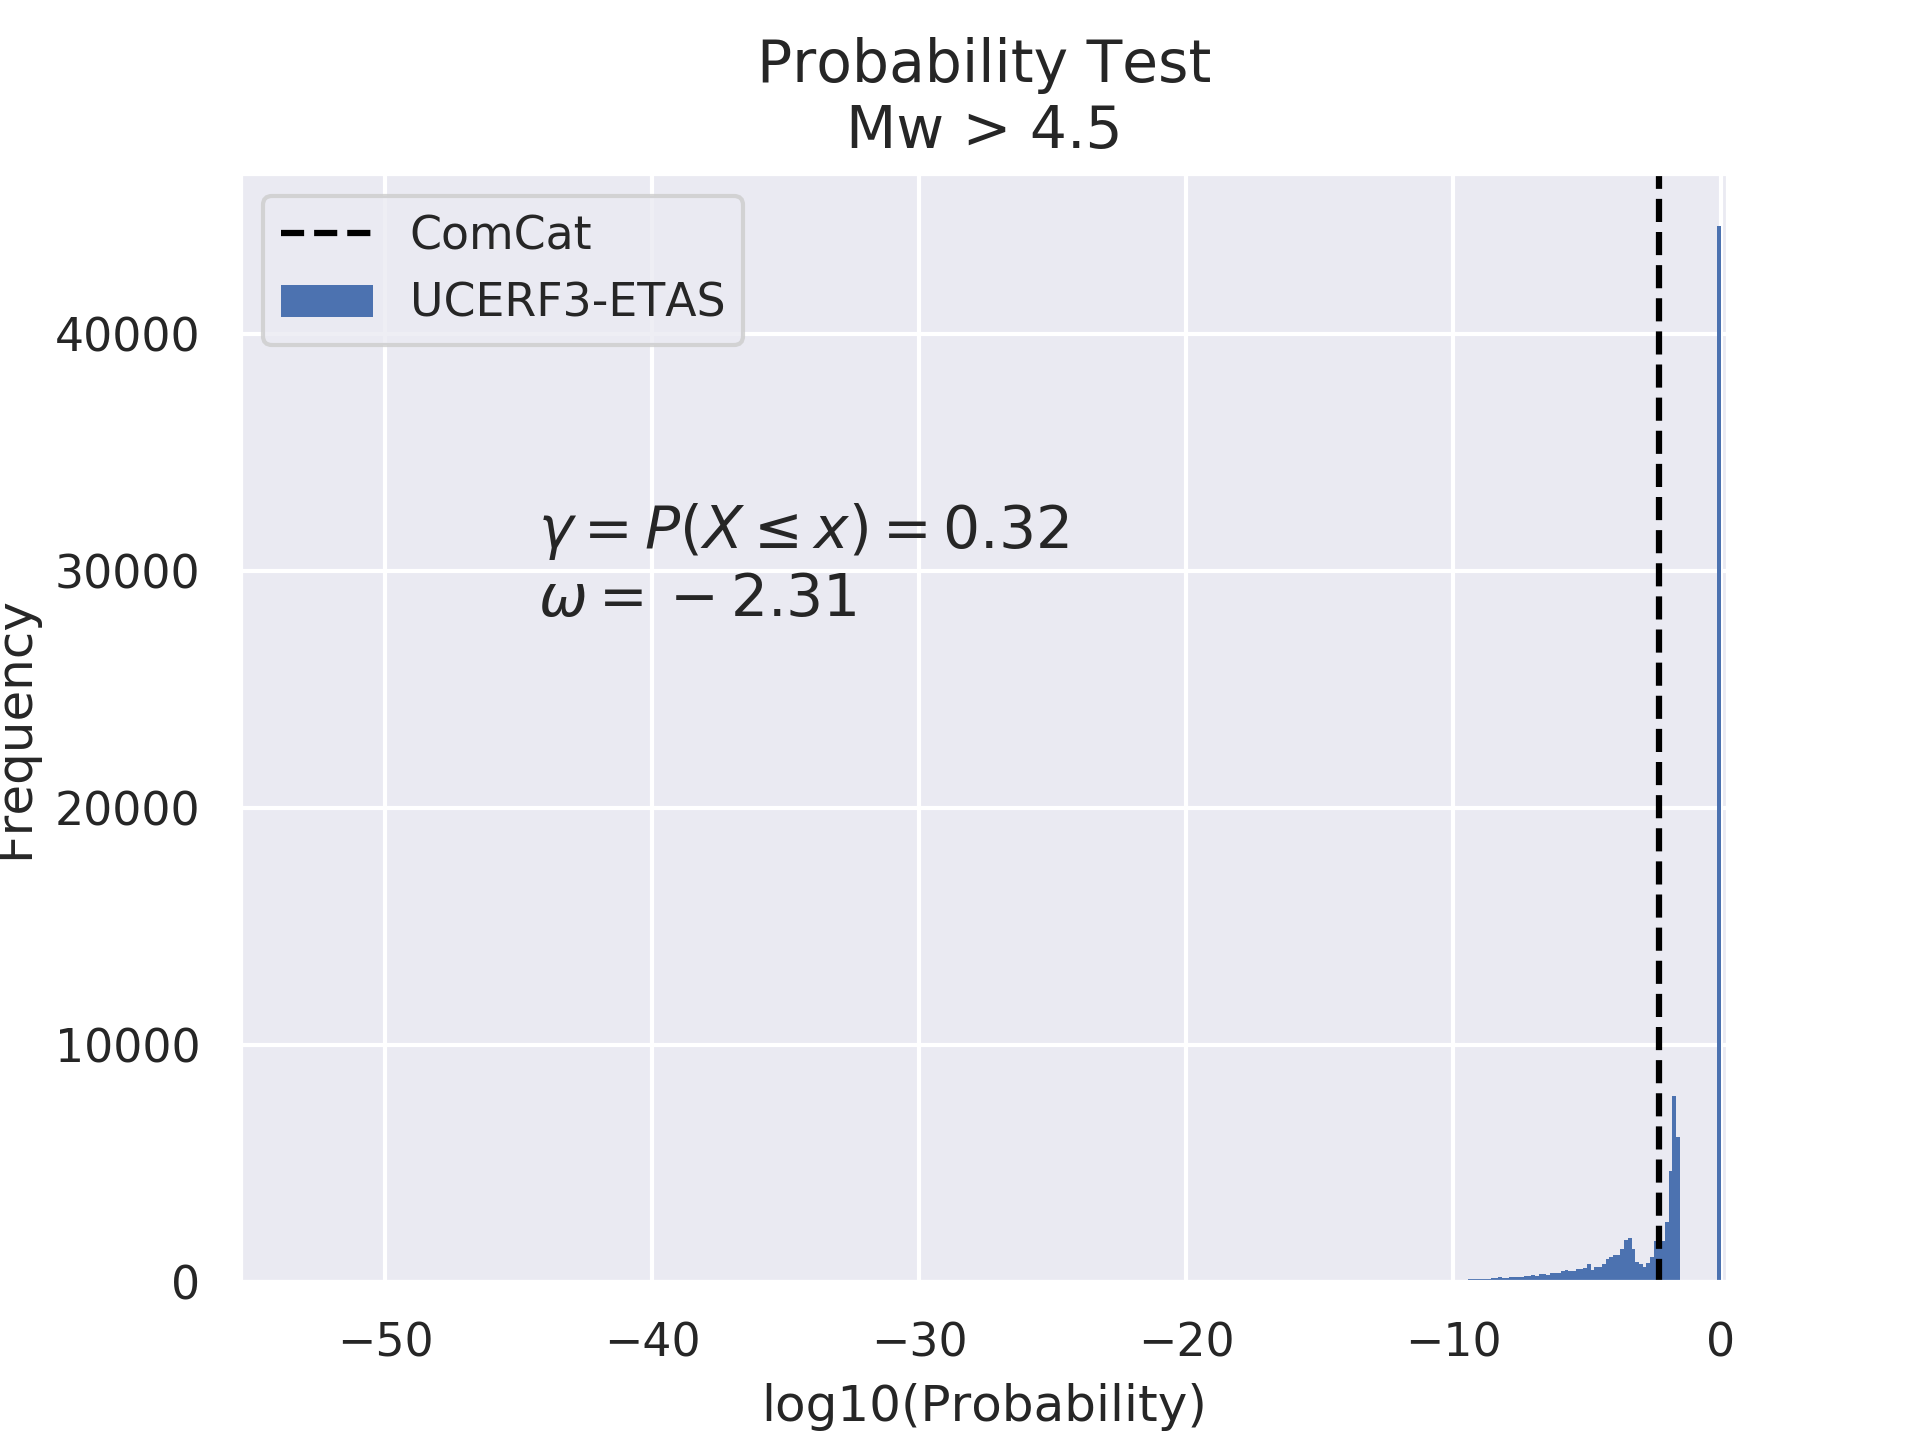 Probability Test
Mw > 4.5
ComCat
UCERF3-ETAS
γ = P(X ≤ x) = 0.32
ω = −2.31
Frequency
40000
30000
20000
10000
0
−50 −40 −30 −20 −10 0
log10(Probability)